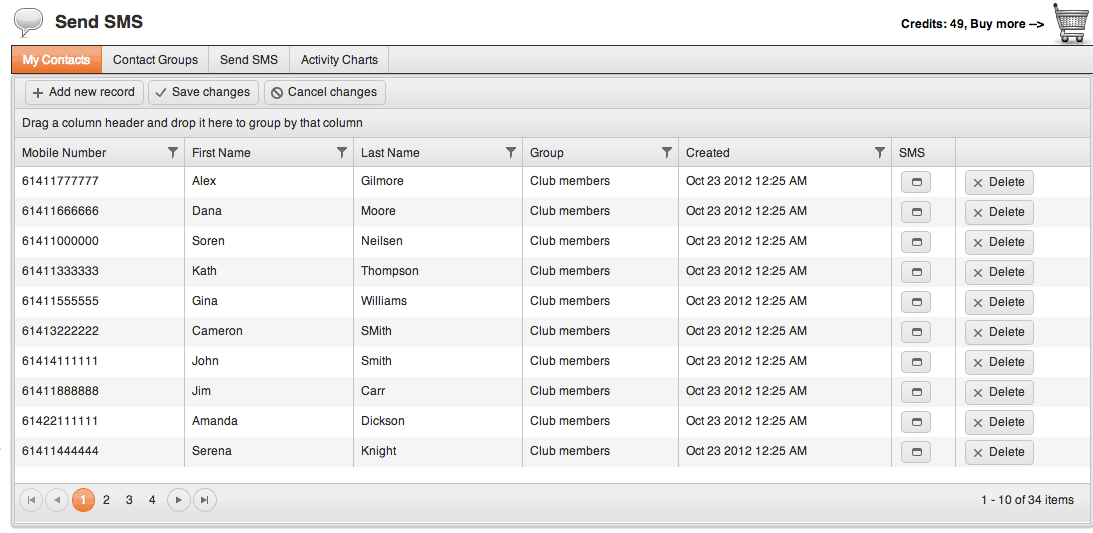 Send SMS
Credits: 49, Buy more -->
My Contacts Contact Groups Send SMS Activity Charts
Add new record Save changes Cancel changes
Drag a column header and drop it here to group by that column
Mobile Number First Name Last Name Group Created SMS
61411777777 Alex Gilmore Club members Oct 23 2012 12:25 AM Delete
61411666666 Dana Moore Club members Oct 23 2012 12:25 AM Delete
61411000000 Soren Neilsen Club members Oct 23 2012 12:25 AM Delete
61411333333 Kath Thompson Club members Oct 23 2012 12:25 AM Delete
61411555555 Gina Williams Club members Oct 23 2012 12:25 AM Delete
61413222222 Cameron SMith Club members Oct 23 2012 12:25 AM Delete
61414111111 John Smith Club members Oct 23 2012 12:25 AM Delete
61411888888 Jim Carr Club members Oct 23 2012 12:25 AM Delete
61422111111 Amanda Dickson Club members Oct 23 2012 12:25 AM Delete
61411444444 Serena Knight Club members Oct 23 2012 12:25 AM Delete
1 2 3 4 1 - 10 of 34 items